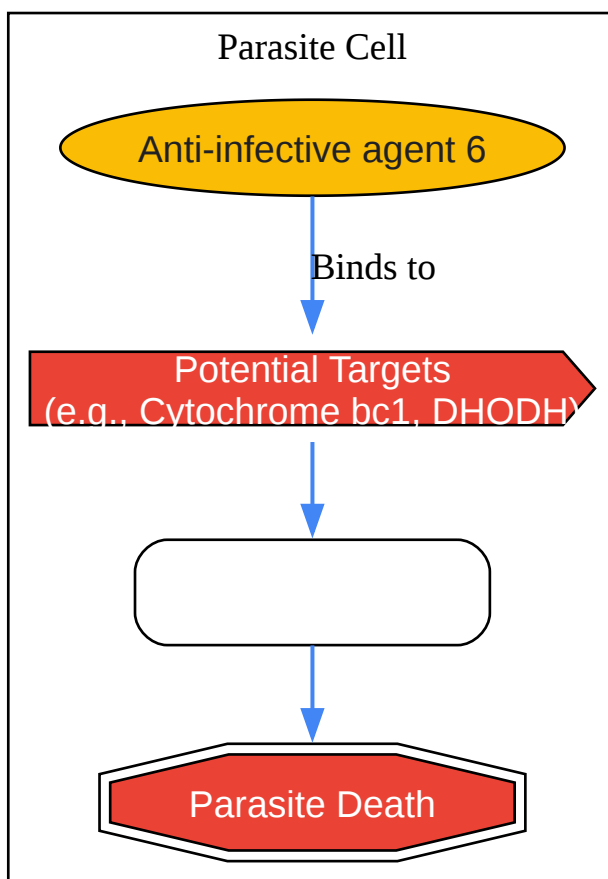 Parasite Cell
Anti-infective agent 6
Binds to
Potential Targets
(e.g., Cytochrome bc1, DHODH)
Parasite Death